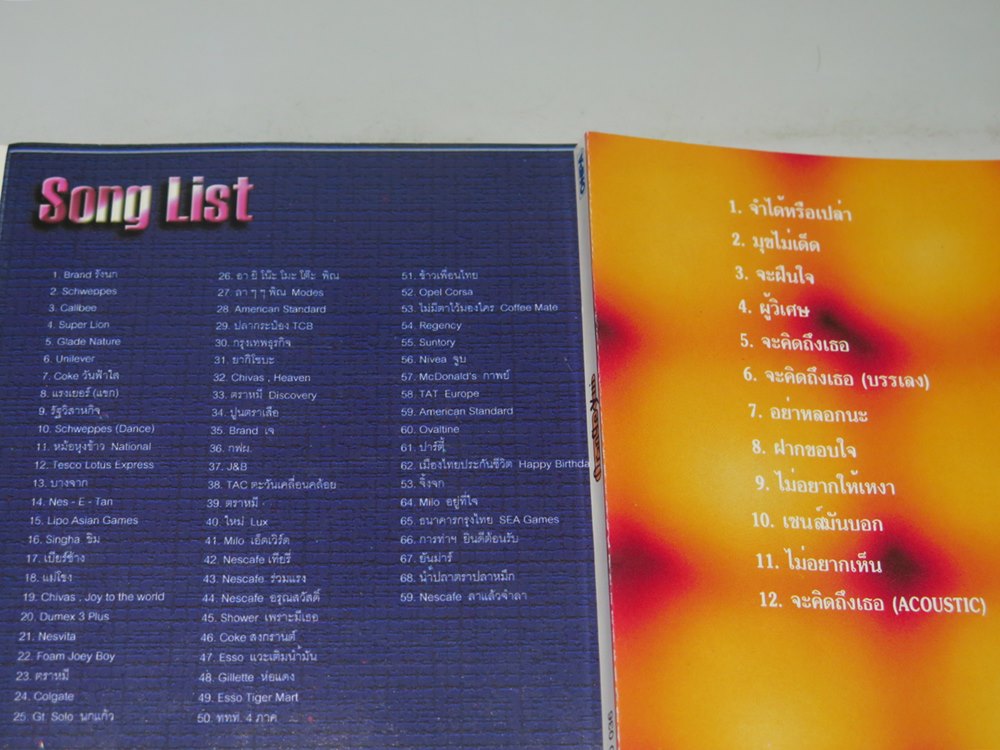 Song List
1. Brand รังนก
2. Schweppes
3. Calibee
4. Super Lion
5. Glade Nature
6. Unilever
7. Coke วันฟ้าใส
8. แรงเยอร์ (แขก)
9. รัฐวิสาหกิจ
10. Schweppes (Dance)
11. หม้อหุงข้าว National
12. Tesco Lotus Express
13. บางจาก
14. Nes - E - Tan
15. Lipo Asian Games
16. Singha ชิม
17. เบียร์ช้าง
18. แม่โขง
19. Chivas , Joy to the world
20. Dumex 3 Plus
21. Nesvita
22. Foam Joey Boy
23. ตราหมี
24. Colgate
25. Gt. Solo นกแก้ว
26. อา ยิ โน๊ะ โมะ โต๊ะ พิณ
27. ลา ๆ ๆ พิณ Modes
28. American Standard
29. ปลากระป๋อง TCB
30. กรุงเทพธุรกิจ
31. ยากิโซบะ
32. Chivas , Heaven
33. ตราหมี Discovery
34. ปูนตราเสือ
35. Brand เจ
36. กฟผ.
37. J&B
38. TAC ตะวันเคลื่อนคล้อย
39. ตราหมี
40. ใหม่ Lux
41. Milo เอ็ดเวิร์ด
42. Nescafe เทียรี่
43. Nescafe ร่วมแรง
44. Nescafe อรุณสวัสดิ์
45. Shower เพราะมีเธอ
46. Coke สงกรานต์
47. Esso แวะเติมน้ำมัน
48. Gillette ห่อแดง
49. Esso Tiger Mart
50. ททท. 4 ภาค
51. ข้าวเพื่อนไทย
52. Opel Corsa
53. ไม่มีตาไว้มองใคร Coffee Mate
54. Regency
55. Suntory
56. Nivea จูบ
57. McDonald's กาพย์
58. TAT Europe
59. American Standard
60. Ovaltine
61. ปาร์ตี้
62. เมืองไทยประกันชีวิต Happy Birthda
53. จิ้งจก
64. Milo อยู่ที่ใจ
65. ธนาคารกรุงไทย SEA Games
66. การท่าฯ ยินดีต้อนรับ
67. ยันม่าร์
68. น้ำปลาตราปลาหมึก
59. Nescafe ลาแล้วจำลา
1. จำได้หรือเปล่า
2. มุขไม่เด็ด
3. จะฝืนใจ
4. ผู้วิเศษ
5. จะคิดถึงเธอ
6. จะคิดถึงเธอ (บรรเลง)
7. อย่าหลอกนะ
8. ฝากขอบใจ
9. ไม่อยากให้เหงา
10. เซนส์มันบอก
11. ไม่อยากเห็น
12. จะคิดถึงเธอ (ACOUSTIC)
036